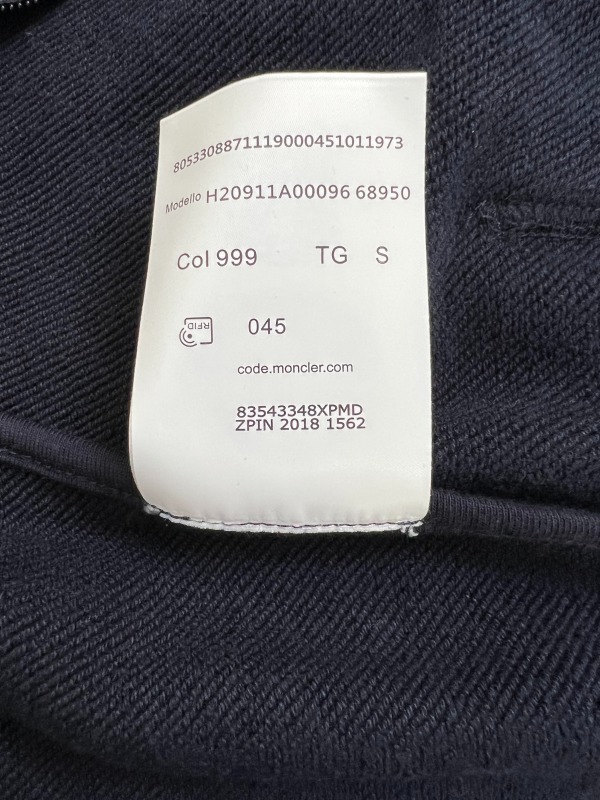 8053308871119000451011973
Modello H20911A00096 68950
Col 999 TG S
RFID 045
code.moncler.com
83543348XPMD
ZPIN 2018 1562